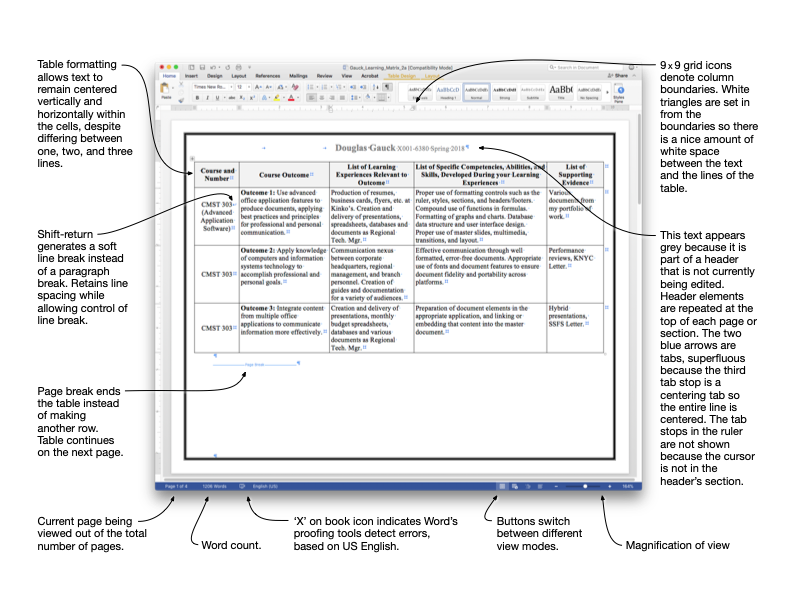 Table formatting
allows text to
remain centered
vertically and
horizontally within
the cells, despite
differing between
one, two, and three
lines.
Shift-return
generates a soft
line break instead
of a paragraph
break. Retains line
spacing while
allowing control of
line break.
Page break ends
the table instead
of making
another row.
Table continues
on the next page.
Gauck_Learning_Matrix_2a [Compatibility Mode]
Search in Document
Home Insert Design Layout References Mailings Review View Acrobat Table Design Layout
Share
Paste
Times New Ro... 12
AaBbCcDdEe AaBbCcD AaBbCcDdEe AaBbCcDdEe AaBbCcDdEe AaBb( AaBbCcDdEe
Heading 1 Normal Strong Subtitle Title No Spacing
Styles
Pane
Douglas Gauck X001-6380 Spring 2018
Course and
Number
Course Outcome
List of Learning
Experiences Relevant to
Outcome
List of Specific Competencies, Abilities, and
Skills, Developed During your Learning
Experiences
List of
Supporting
Evidence
CMST 303
(Advanced
Application
Software)
Outcome 1: Use advanced
office application features to
produce documents, applying
best practices and principles
for professional and personal
communication.
Production of resumes,
business cards, flyers, etc. at
Kinko's. Creation and
delivery of presentations,
spreadsheets, databases and
documents as Regional
Tech. Mgr.
Proper use of formatting controls such as the
ruler, styles, sections, and headers/footers.
Compound use of functions in formulas.
Formatting of graphs and charts. Database
data structure and user interface design.
Proper use of master slides, multimedia,
transitions, and layout.
Various
documents from
my portfolio of
work.
CMST 303
Outcome 2: Apply knowledge
of computers and information
systems technology to
accomplish professional and
personal goals.
Communication nexus
between corporate
headquarters, regional
management, and branch
personnel. Creation of
guides and documentation
for a variety of audiences.
Effective communication through well-
formatted, error-free documents. Appropriate
use of fonts and document features to ensure
document fidelity and portability across
platforms.
Performance
reviews, KNYC
Letter.
CMST 303
Outcome 3: Integrate content
from multiple office
applications to communicate
information more effectively.
Creation and delivery of
presentations, monthly
budget spreadsheets,
databases and various
documents as Regional
Tech. Mgr.
Preparation of document elements in the
appropriate application, and linking or
embedding that content into the master
document.
Hybrid
presentations,
SSFS Letter.
Page Break
Page 1 of 4 1208 Words English (US)
9 x 9 grid icons
denote column
boundaries. White
triangles are set in
from the
boundaries so there
is a nice amount of
white space
between the text
and the lines of the
table.
This text appears
grey because it is
part of a header
that is not currently
being edited.
Header elements
are repeated at the
top of each page or
section. The two
blue arrows are
tabs, superfluous
because the third
tab stop is a
centering tab so
the entire line is
centered. The tab
stops in the ruler
are not shown
because the cursor
is not in the
header's section.
Current page being
viewed out of the total
number of pages.
Word count.
'X' on book icon indicates Word's
proofing tools detect errors,
based on US English.
Buttons switch
between different
view modes.
Magnification of view